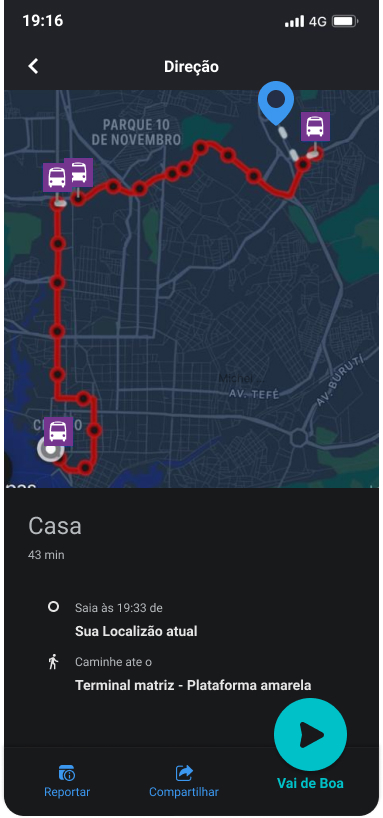 19:16
4G
Direção
PARQUE 10
DE NOVEMBRO
AV. TEFÉ
AV. BURUTI
Casa
43 min
Saia às 19:33 de
Sua Localizão atual
Caminhe ate o
Terminal matriz - Plataforma amarela
Reportar
Compartilhar
Vai de Boa